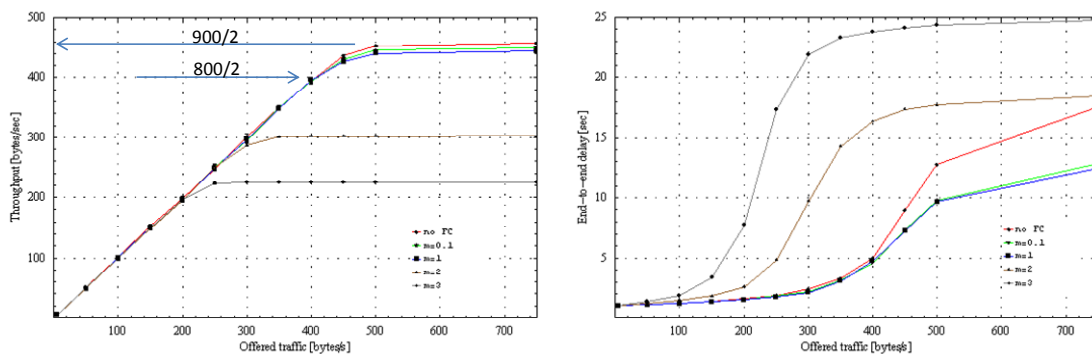 900/2
800/2
500
400
300
200
100
Throughput [bytes/sec]
no FC
m=0.1
m=1
m=2
m=3
100 200 300 400 500 600 700
Offered traffic [bytes/s]
25
20
15
10
5
End-to-end delay [sec]
no FC
m=0.1
m=1
m=2
m=3
100 200 300 400 500 600 700
Offered traffic [bytes/s]